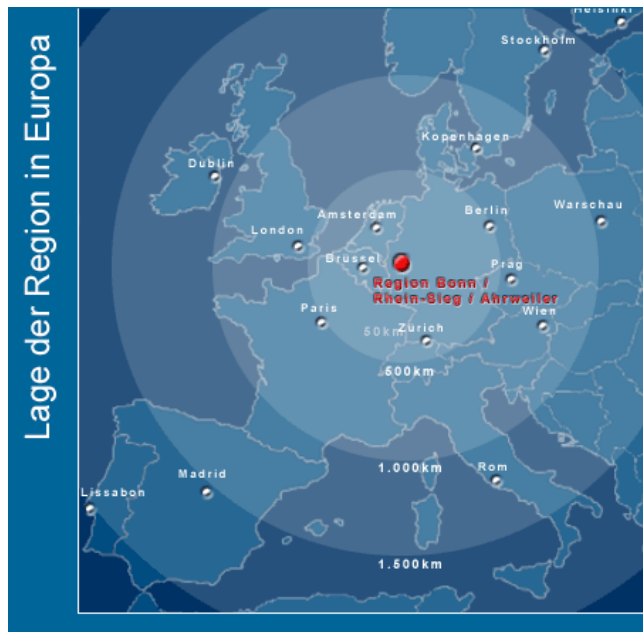 Lage der Region in Europa
Helsinki
Stockholm
Kopenhagen
Dublin
Warschau
Berlin
Amsterdam
London
Brüssel
Prag
Region Bonn /
Rhein-Sieg / Ahrweiler
Paris
Wien
50km
Zürich
500km
1.000km
Rom
Madrid
Lissabon
1.500km